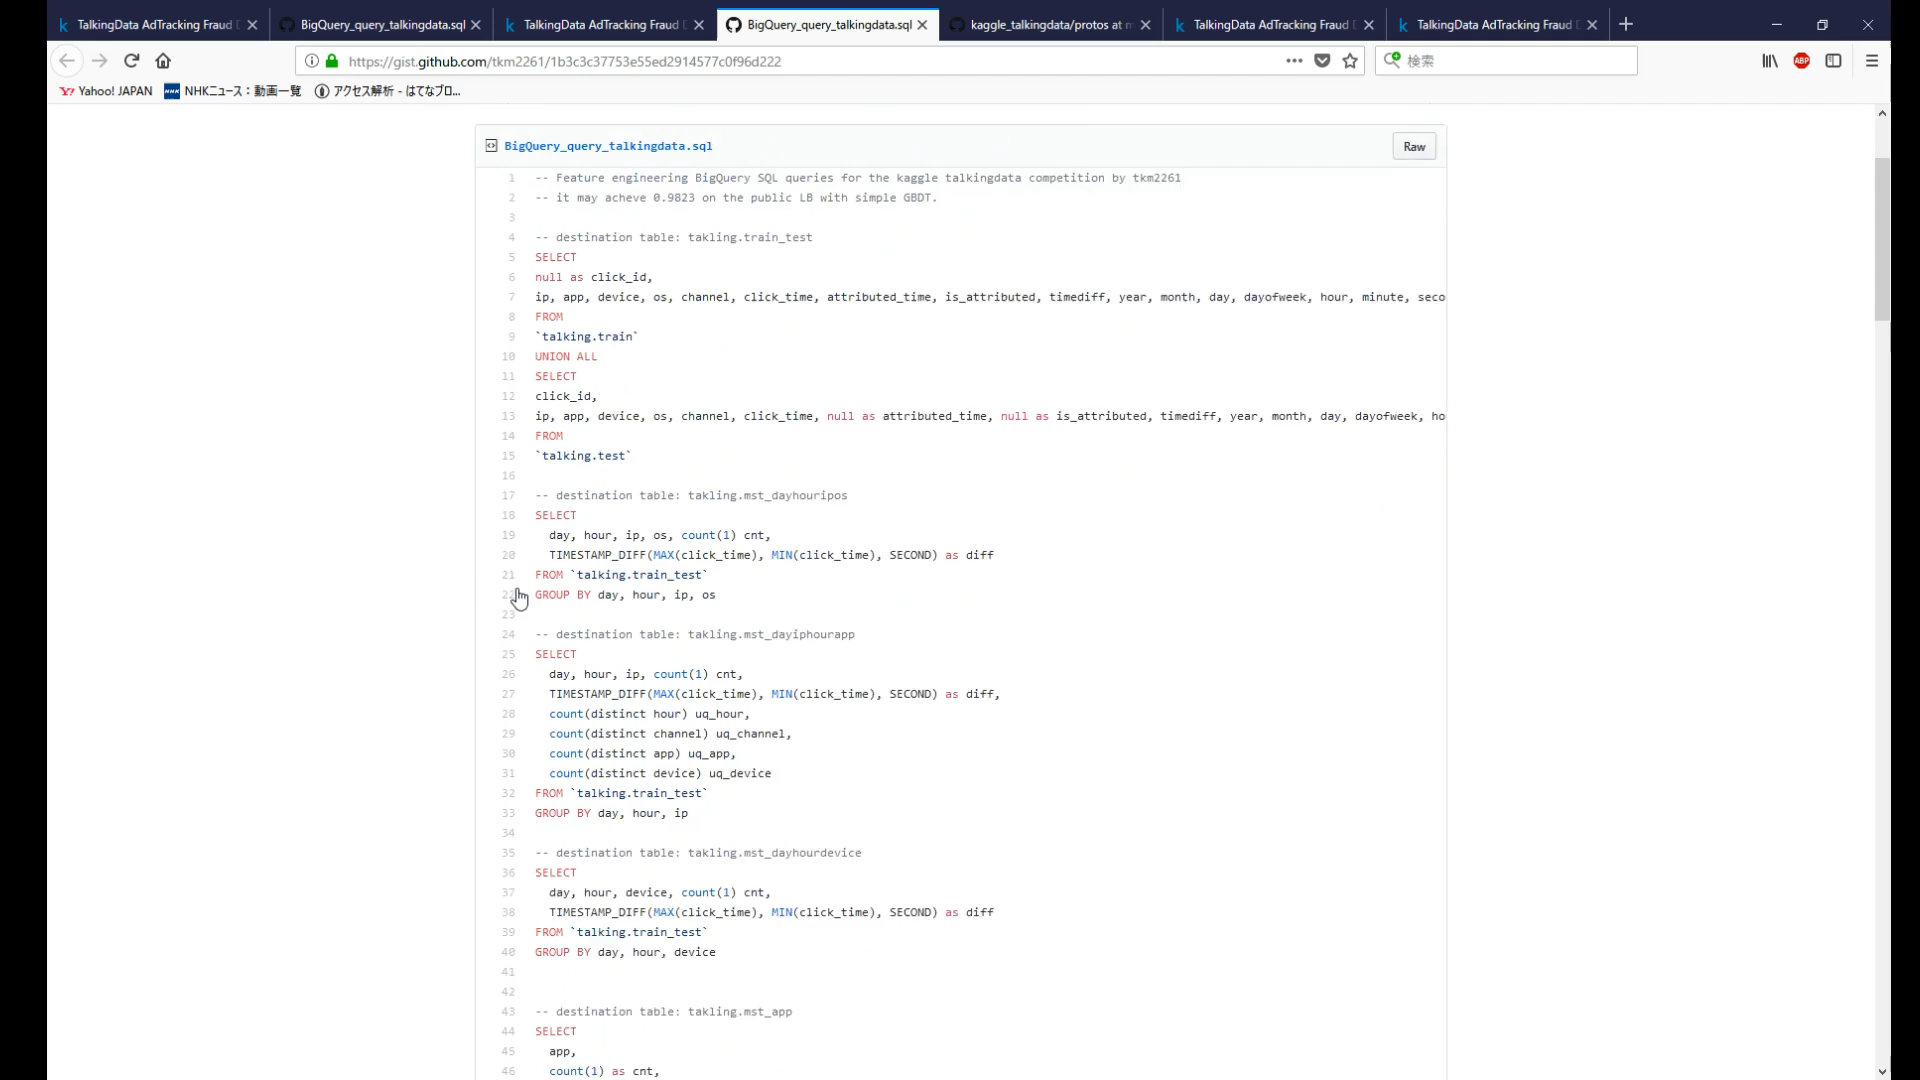 TalkingData AdTracking Fraud D
BigQuery_query_talkingdata.sql
TalkingData AdTracking Fraud D
BigQuery_query_talkingdata.sql
kaggle_talkingdata/protos at m
TalkingData AdTracking Fraud D
TalkingData AdTracking Fraud D
https://gist.github.com/tkm2261/1b3c3c37753e55ed2914577c0f96d222
検索
ABP
Y! Yahoo! JAPAN
NHKニュース：動画一覧
アクセス解析 - はてなブロ...
BigQuery_query_talkingdata.sql
Raw
1 -- Feature engineering BigQuery SQL queries for the kaggle talkingdata competition by tkm2261
2 -- it may acheve 0.9823 on the public LB with simple GBDT.
3
4 -- destination table: takling.train_test
5 SELECT
6 null as click_id,
7 ip, app, device, os, channel, click_time, attributed_time, is_attributed, timediff, year, month, day, dayofweek, hour, minute, seco
8 FROM
9 `talking.train`
10 UNION ALL
11 SELECT
12 click_id,
13 ip, app, device, os, channel, click_time, null as attributed_time, null as is_attributed, timediff, year, month, day, dayofweek, ho
14 FROM
15 `talking.test`
16
17 -- destination table: takling.mst_dayhouripos
18 SELECT
19 day, hour, ip, os, count(1) cnt,
20 TIMESTAMP_DIFF(MAX(click_time), MIN(click_time), SECOND) as diff
21 FROM `talking.train_test`
22 GROUP BY day, hour, ip, os
23
24 -- destination table: takling.mst_dayiphourapp
25 SELECT
26 day, hour, ip, count(1) cnt,
27 TIMESTAMP_DIFF(MAX(click_time), MIN(click_time), SECOND) as diff,
28 count(distinct hour) uq_hour,
29 count(distinct channel) uq_channel,
30 count(distinct app) uq_app,
31 count(distinct device) uq_device
32 FROM `talking.train_test`
33 GROUP BY day, hour, ip
34
35 -- destination table: takling.mst_dayhourdevice
36 SELECT
37 day, hour, device, count(1) cnt,
38 TIMESTAMP_DIFF(MAX(click_time), MIN(click_time), SECOND) as diff
39 FROM `talking.train_test`
40 GROUP BY day, hour, device
41
42
43 -- destination table: takling.mst_app
44 SELECT
45 app,
46 count(1) as cnt,